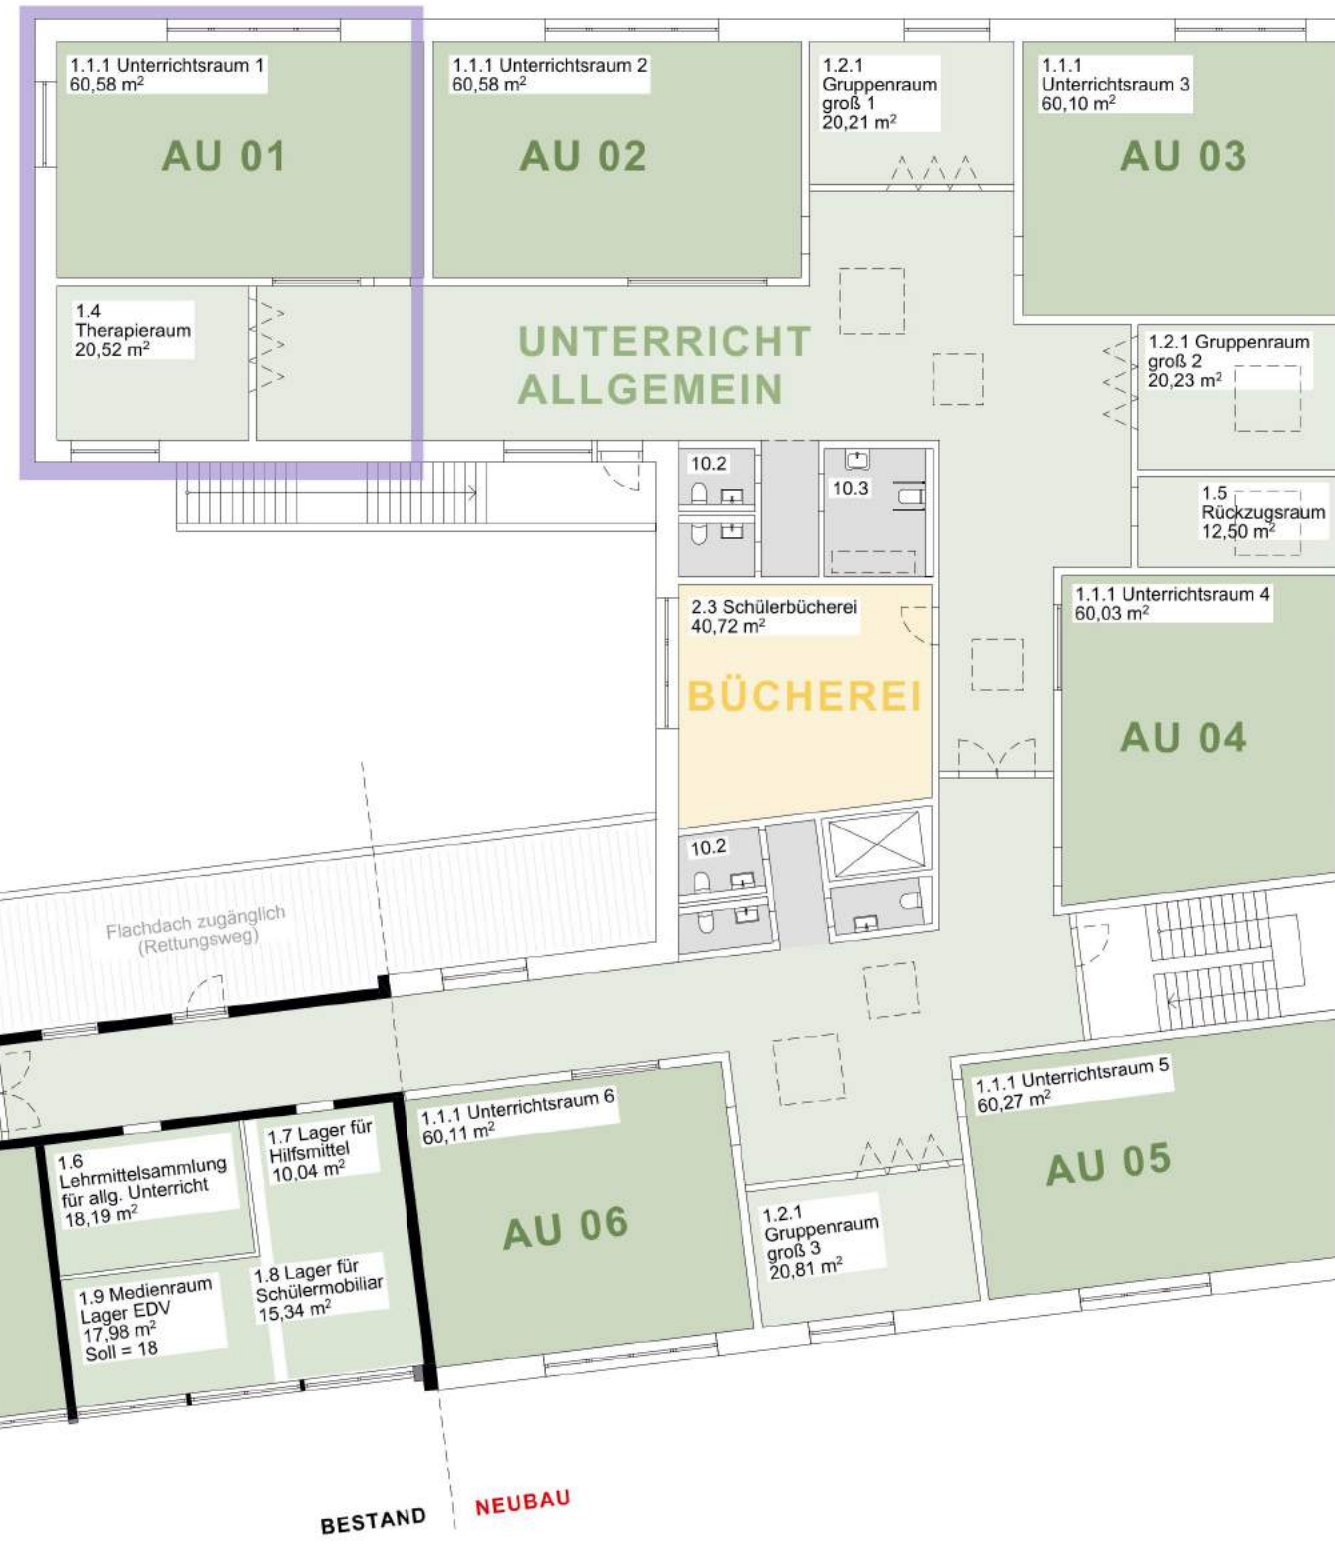 1.1.1 Unterrichtsraum 1
60,58 m²
AU 01
1.1.1 Unterrichtsraum 2
60,58 m²
AU 02
1.2.1
Gruppenraum
groß 1
20,21 m²
1.1.1
Unterrichtsraum 3
60,10 m²
AU 03
1.4
Therapieraum
20,52 m²
UNTERRICHT
ALLGEMEIN
1.2.1 Gruppenraum
groß 2
20,23 m²
10.2
10.3
1.5
Rückzugsraum
12,50 m²
2.3 Schülerbücherei
40,72 m²
BÜCHEREI
1.1.1 Unterrichtsraum 4
60,03 m²
AU 04
10.2
Flachdach zugänglich
(Rettungsweg)
1.1.1 Unterrichtsraum 5
60,27 m²
AU 05
1.1.1 Unterrichtsraum 6
60,11 m²
AU 06
1.7 Lager für
Hilfsmittel
10,04 m²
1.6
Lehrmittelsammlung
für allg. Unterricht
18,19 m²
1.2.1
Gruppenraum
groß 3
20,81 m²
1.8 Lager für
Schülermobiliar
15,34 m²
1.9 Medienraum
Lager EDV
17,98 m²
Soll = 18
BESTAND
NEUBAU